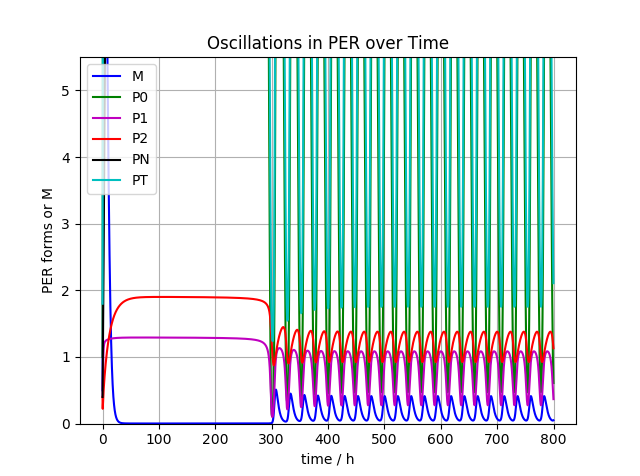 Oscillations in PER over Time
PER forms or M
5
4
3
2
1
0
M
P0
P1
P2
PN
PT
0 100 200 300 400 500 600 700 800
time / h